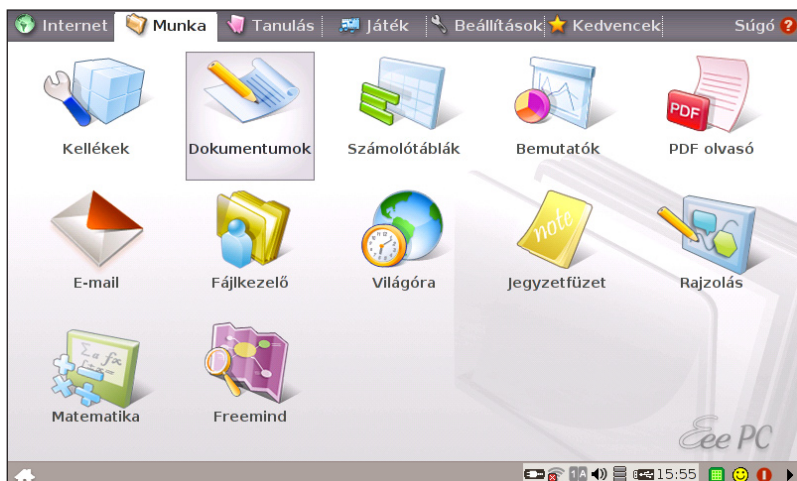 Internet Munka Tanulás Játék Beállítások Kedvencek Súgó ?
Kellékek Dokumentumok Számolótáblák Bemutatók PDF olvasó
PDF
note
E-mail Fájlkezelő Világóra Jegyzetfüzet Rajzolás
Matematika Freemind
Eee PC
1A 15:55